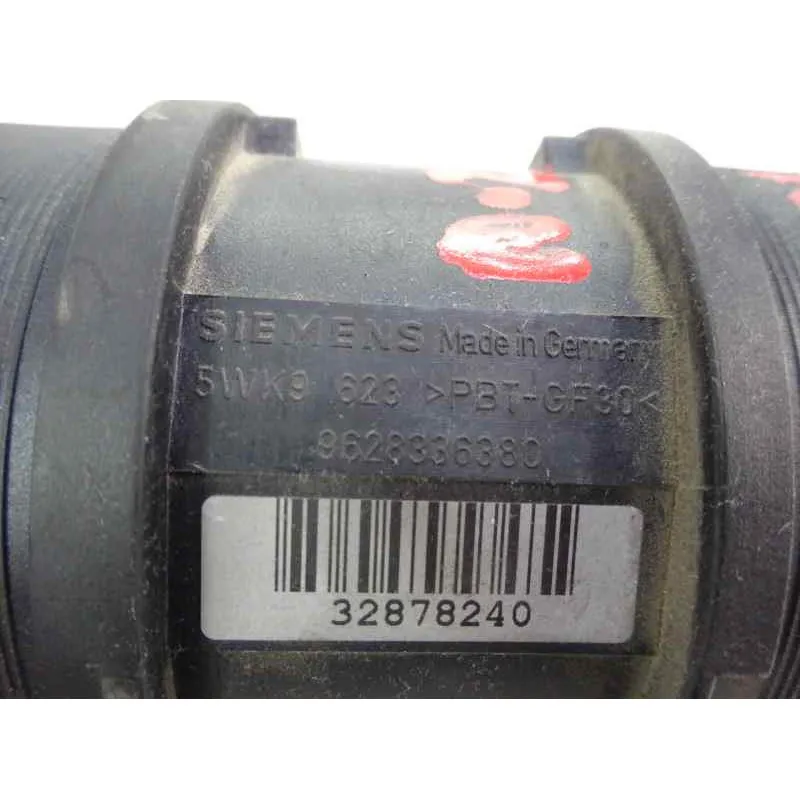 SIEMENS Made in Germany
5WK9 623 >PBT-GF30<
9628336380
32878240